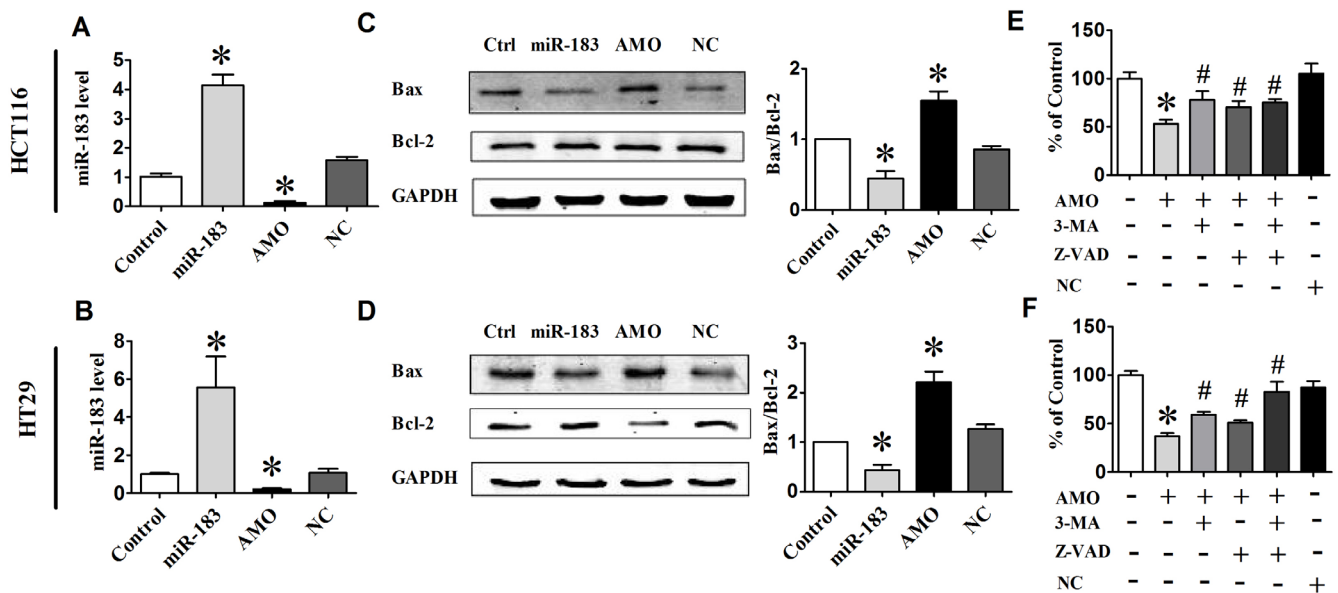 HCT116
A
miR-183 level
5
4
3
2
1
0
*
*
Control
miR-183
AMO
NC
C
Ctrl miR-183 AMO NC
Bax
Bcl-2
GAPDH
Bax/Bcl-2
2
1
0
*
*
Control
miR-183
AMO
NC
E
% of Control
150
100
50
0
*
#
#
#
AMO - + + + + -
3-MA - - + - + -
Z-VAD - - - + + -
NC - - - - - +
HT29
B
miR-183 level
8
6
4
2
0
*
*
Control
miR-183
AMO
NC
D
Ctrl miR-183 AMO NC
Bax
Bcl-2
GAPDH
Bax/Bcl-2
3
2
1
0
*
*
Control
miR-183
AMO
NC
F
% of Control
150
100
50
0
*
#
#
#
AMO - + + + + -
3-MA - - + - + -
Z-VAD - - - + + -
NC - - - - - +